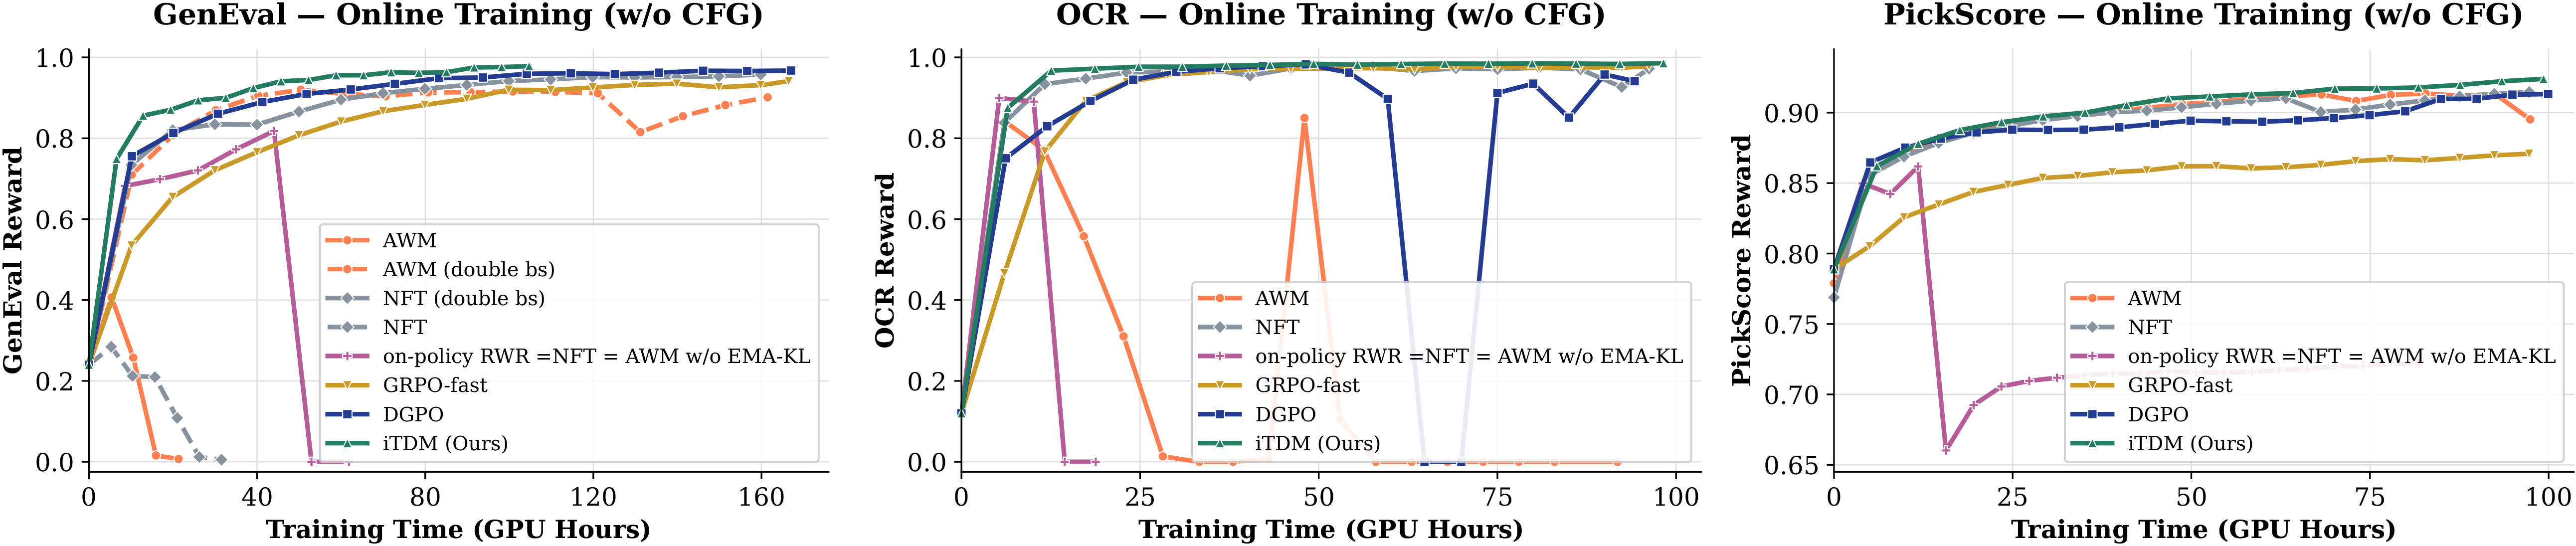 GenEval — Online Training (w/o CFG)
GenEval Reward
1.0
0.8
0.6
0.4
0.2
0.0
AWM
AWM (double bs)
NFT (double bs)
NFT
on-policy RWR =NFT = AWM w/o EMA-KL
GRPO-fast
DGPO
iTDM (Ours)
0 40 80 120 160
Training Time (GPU Hours)
OCR — Online Training (w/o CFG)
OCR Reward
1.0
0.8
0.6
0.4
0.2
0.0
AWM
NFT
on-policy RWR =NFT = AWM w/o EMA-KL
GRPO-fast
DGPO
iTDM (Ours)
0 25 50 75 100
Training Time (GPU Hours)
PickScore — Online Training (w/o CFG)
PickScore Reward
0.90
0.85
0.80
0.75
0.70
0.65
AWM
NFT
on-policy RWR =NFT = AWM w/o EMA-KL
GRPO-fast
DGPO
iTDM (Ours)
0 25 50 75 100
Training Time (GPU Hours)